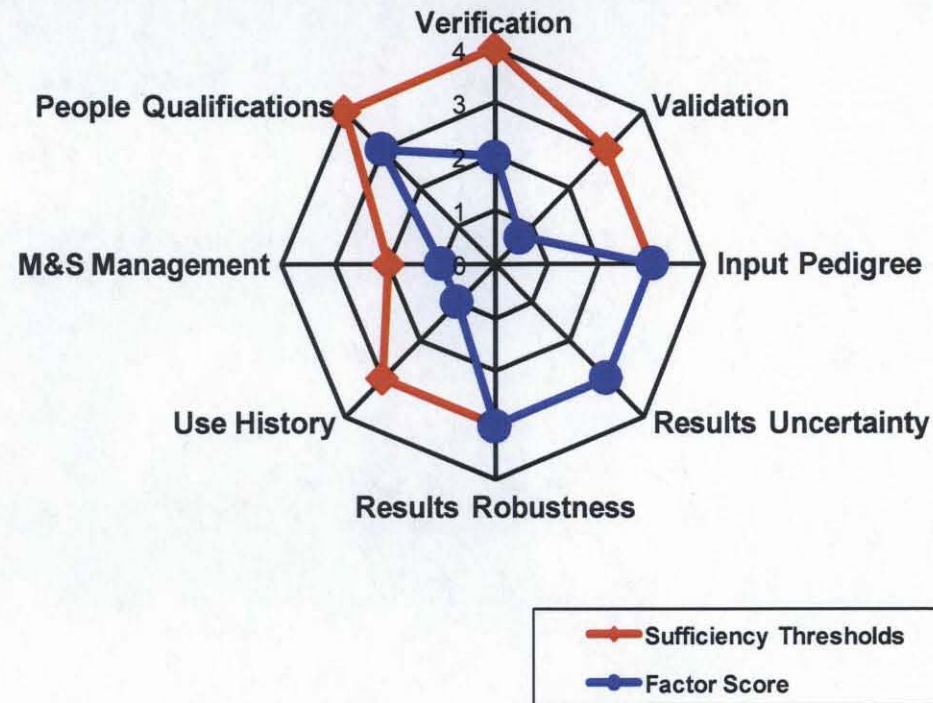 Verification
4
People Qualifications
3
Validation
2
1
M&S Management
0
Input Pedigree
Use History
Results Uncertainty
Results Robustness
Sufficiency Thresholds
Factor Score